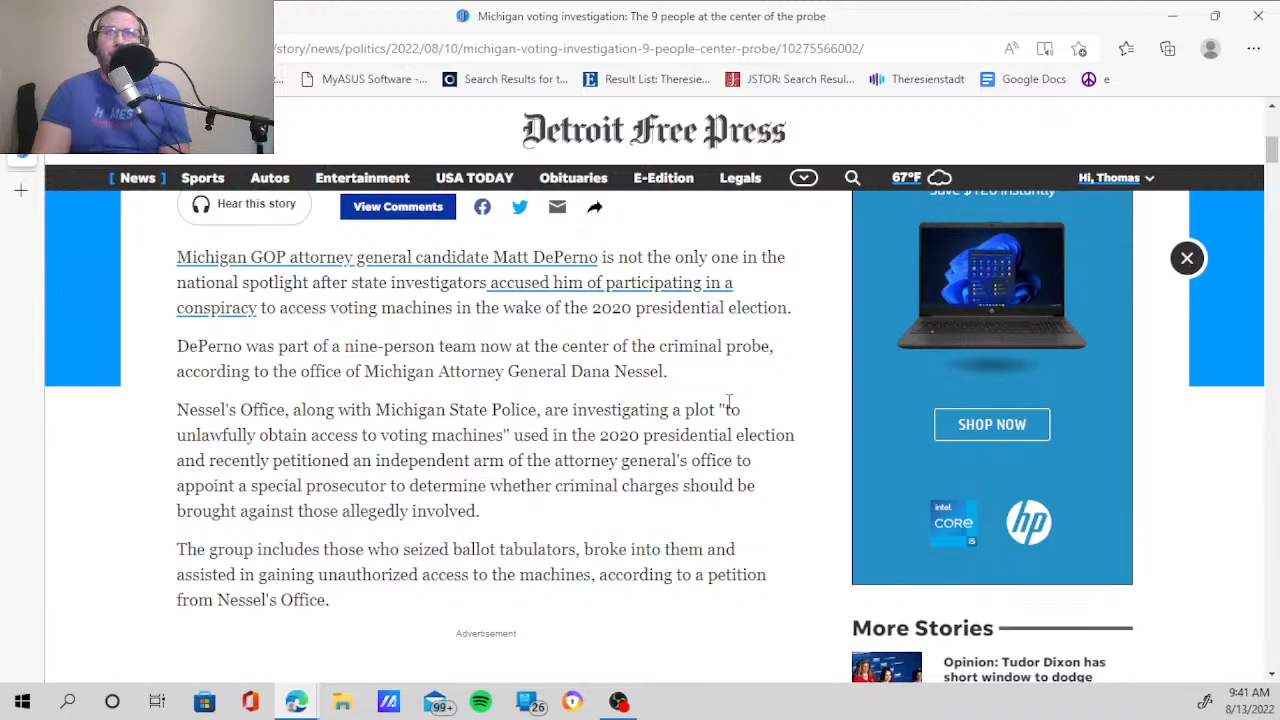 Michigan voting investigation: The 9 people at the center of the probe
story/news/politics/2022/08/10/michigan-voting-investigation-9-people-center-probe/10275566002/
MyASUS Software -...
Search Results for t...
Result List: Theresie...
JSTOR: Search Resul...
Theresienstadt
Google Docs
e
Detroit Free Press
[ News ] Sports Autos Entertainment USA TODAY Obituaries E-Edition Legals 67°F Hi, Thomas
Hear this story
View Comments
Michigan GOP attorney general candidate Matt DePerno is not the only one in the
national spotlight after state investigators accused him of participating in a
conspiracy to access voting machines in the wake of the 2020 presidential election.
DePerno was part of a nine-person team now at the center of the criminal probe,
according to the office of Michigan Attorney General Dana Nessel.
Nessel's Office, along with Michigan State Police, are investigating a plot "to
unlawfully obtain access to voting machines" used in the 2020 presidential election
and recently petitioned an independent arm of the attorney general's office to
appoint a special prosecutor to determine whether criminal charges should be
brought against those allegedly involved.
The group includes those who seized ballot tabulators, broke into them and
assisted in gaining unauthorized access to the machines, according to a petition
from Nessel's Office.
Advertisement
Save $120 instantly
SHOP NOW
intel
CORE
i5
hp
More Stories
Opinion: Tudor Dixon has
short window to dodge
99+
26
9:41 AM
8/13/2022